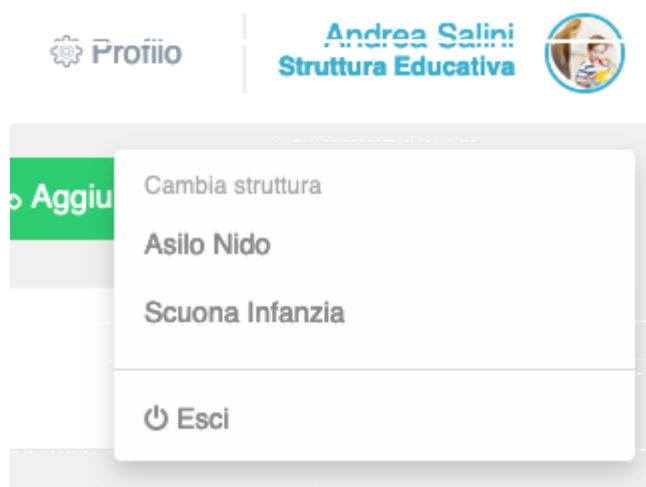 Profilo
Andrea Salini
Struttura Educativa
Aggiu
Cambia struttura
Asilo Nido
Scuona Infanzia
Esci